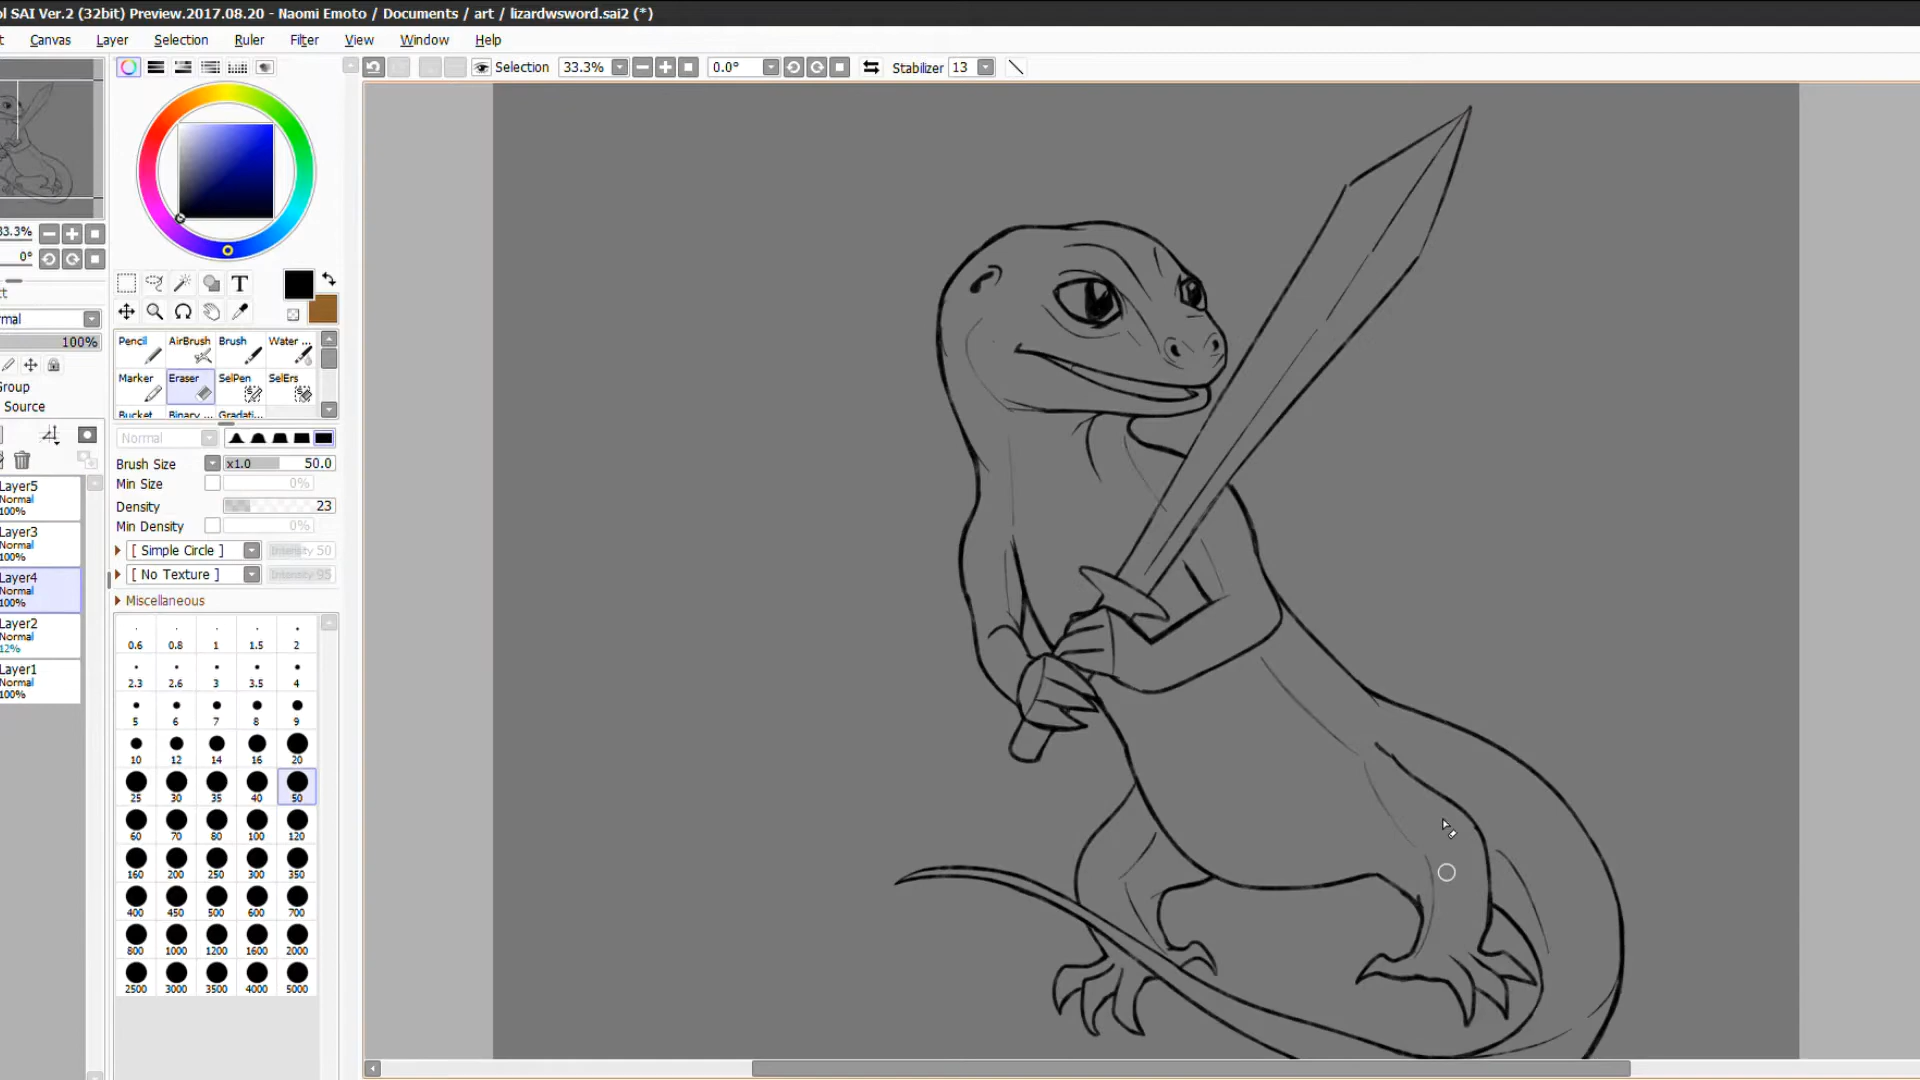 ol SAI Ver.2 (32bit) Preview.2017.08.20 - Naomi Emoto / Documents / art / lizardwsword.sai2 (*)
t Canvas Layer Selection Ruler Filter View Window Help
Selection 33.3% 0.0° Stabilizer 13
33.3%
0°
ct
rmal
100%
Group
Source
Layer5
Normal
100%
Layer3
Normal
100%
Layer4
Normal
100%
Layer2
Normal
12%
Layer1
Normal
100%
T
Pencil AirBrush Brush Water ...
Marker Eraser SelPen SelErs
Bucket Binary ... Gradati...
Normal
Brush Size x1.0 50.0
Min Size 0%
Density 23
Min Density 0%
[ Simple Circle ] Intensity 50
[ No Texture ] Intensity 95
Miscellaneous
0.6 0.8 1 1.5 2
2.3 2.6 3 3.5 4
5 6 7 8 9
10 12 14 16 20
25 30 35 40 50
60 70 80 100 120
160 200 250 300 350
400 450 500 600 700
800 1000 1200 1600 2000
2500 3000 3500 4000 5000